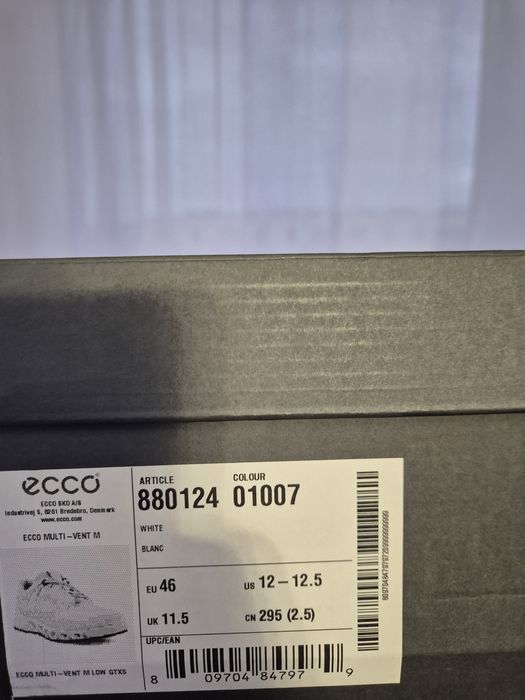 ecco
ECCO SKO A/S
Industrivej 5, 6261 Bredebro, Denmark
www.ecco.com
ECCO MULTI-VENT M
ARTICLE COLOUR
880124 01007
WHITE
BLANC
EU 46 US 12-12.5
UK 11.5 CN 295 (2.5)
UPC/EAN
8 09704 84797 9
ECCO MULTI-VENT M LOW GTXS